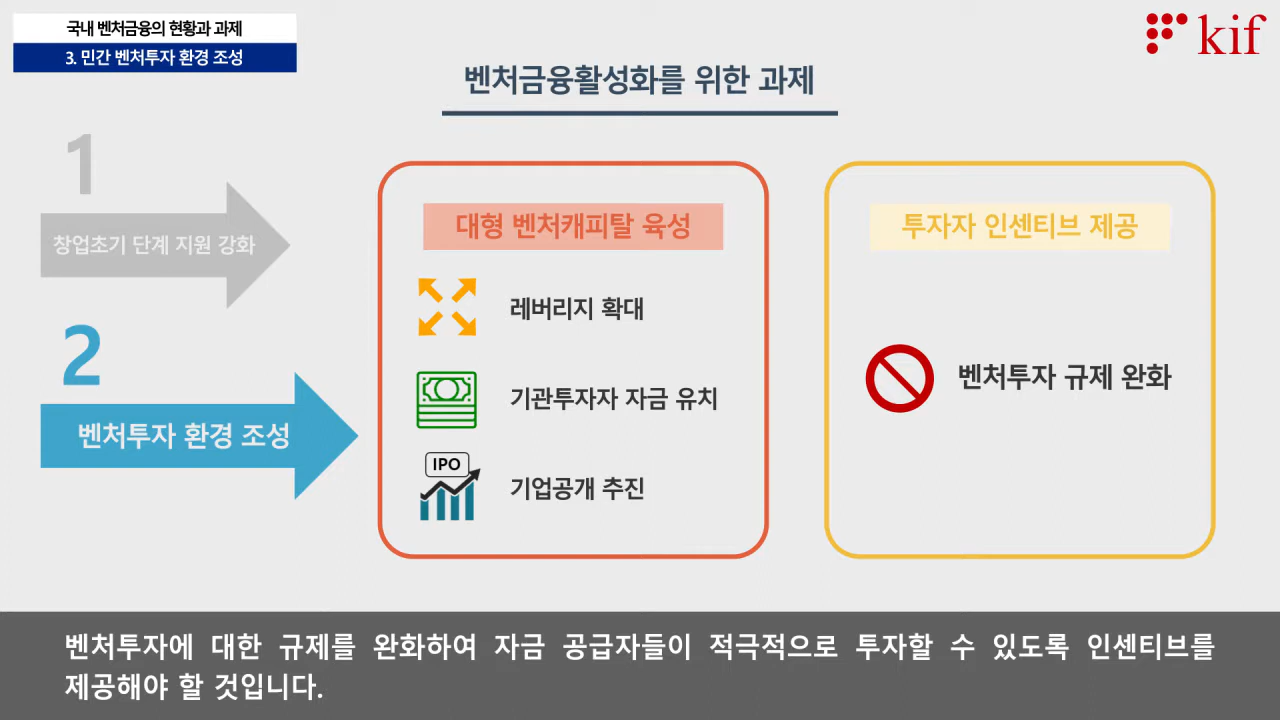 국내 벤처금융의 현황과 과제
3. 민간 벤처투자 환경 조성
kif
벤처금융활성화를 위한 과제
1
창업초기 단계 지원 강화
2
벤처투자 환경 조성
대형 벤처캐피탈 육성
레버리지 확대
기관투자자 자금 유치
IPO
기업공개 추진
투자자 인센티브 제공
벤처투자 규제 완화
벤처투자에 대한 규제를 완화하여 자금 공급자들이 적극적으로 투자할 수 있도록 인센티브를
제공해야 할 것입니다.